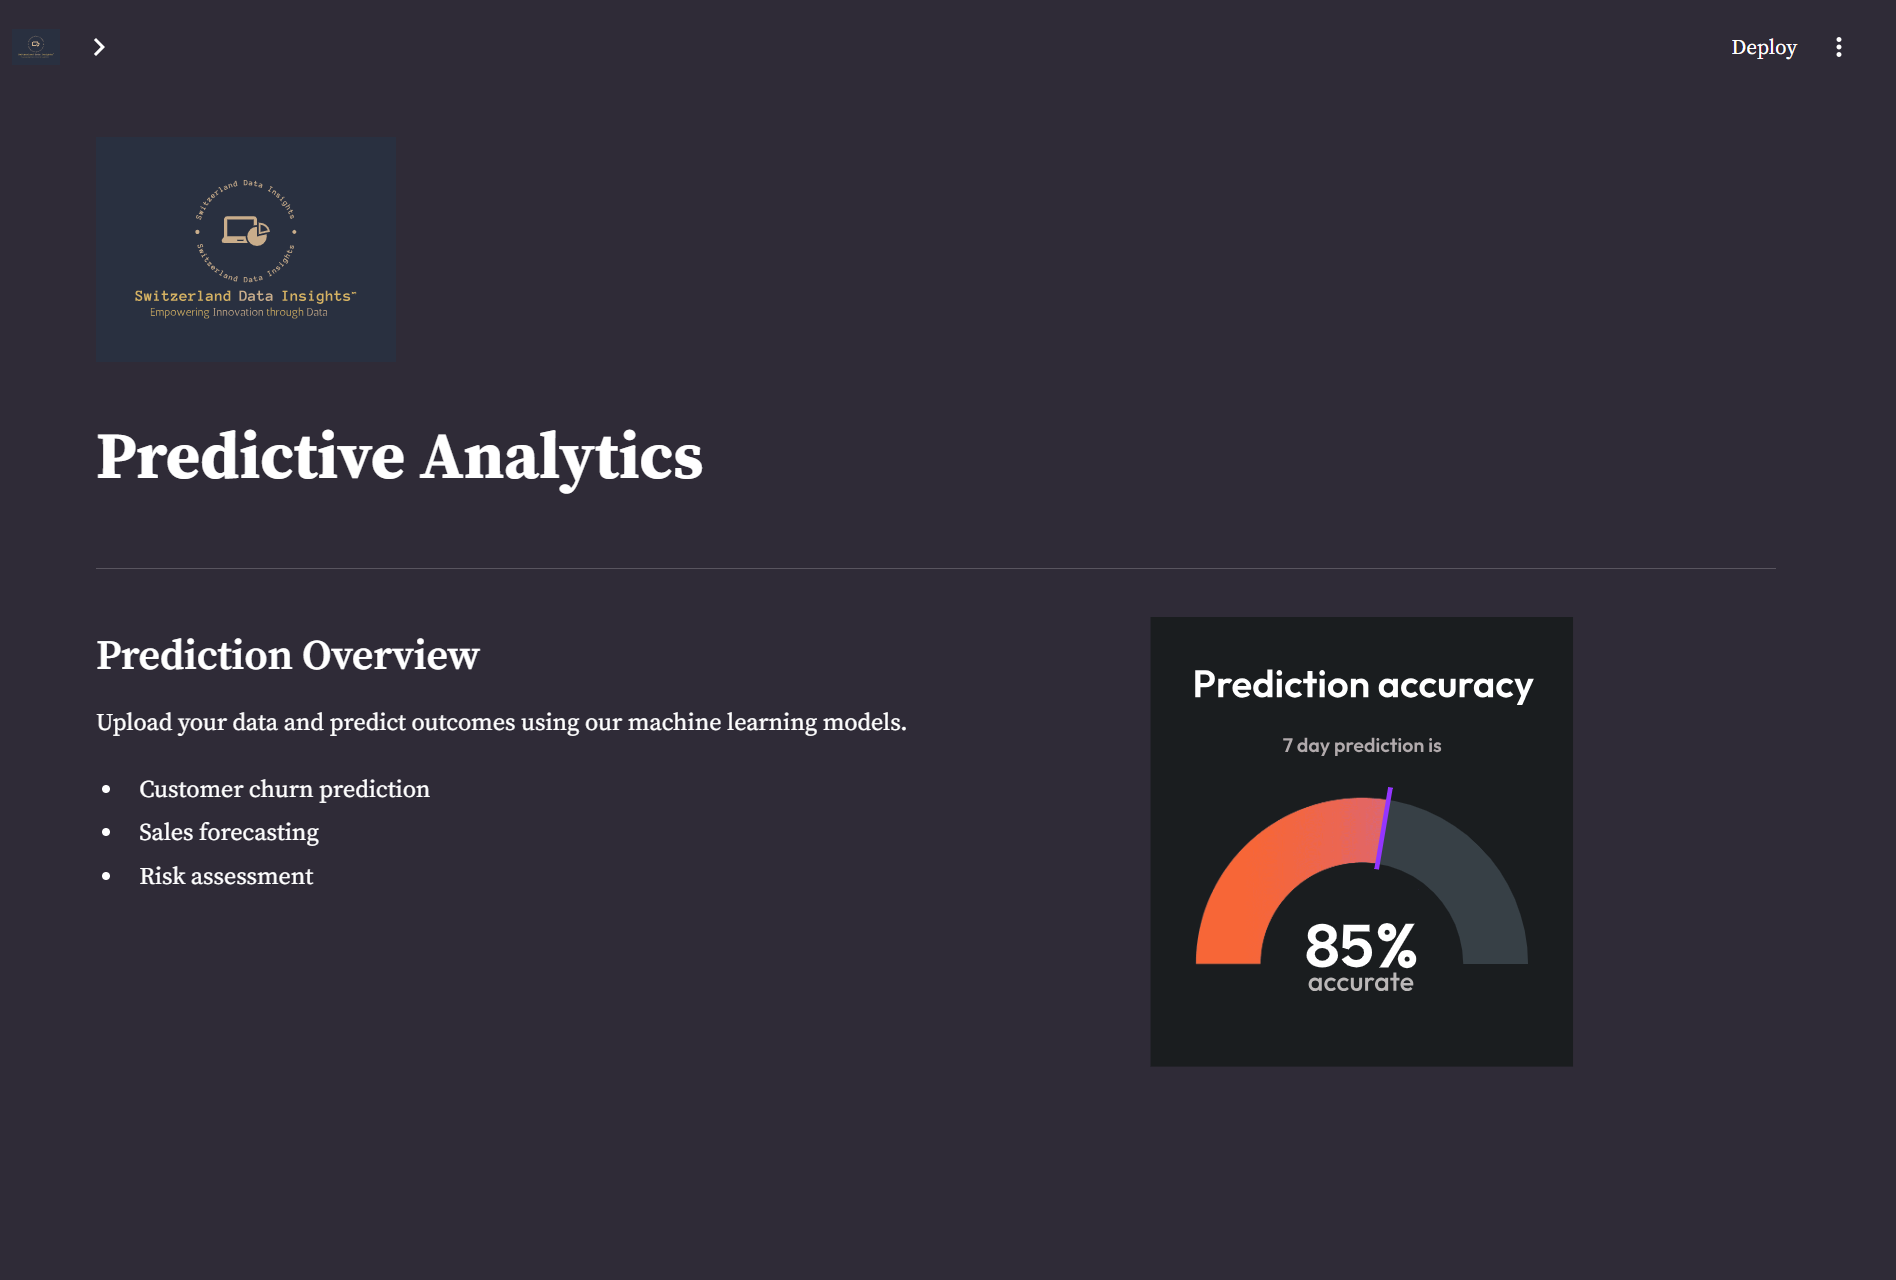 Deploy
Switzerland Data Insights
Switzerland Data Insights
Switzerland Data Insights™
Empowering Innovation through Data
Predictive Analytics
Prediction Overview
Upload your data and predict outcomes using our machine learning models.
• Customer churn prediction
• Sales forecasting
• Risk assessment
Prediction accuracy
7 day prediction is
85%
accurate